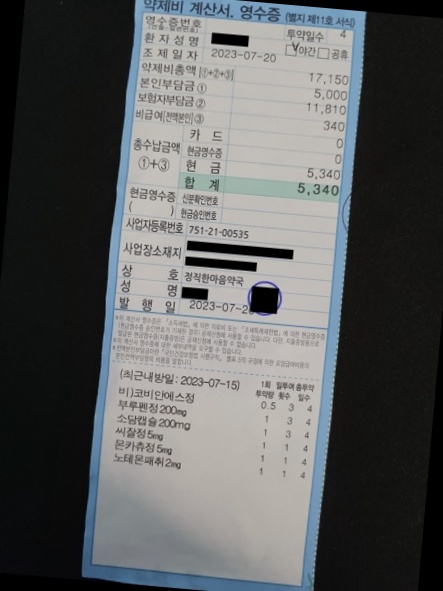 약제비 계산서. 영수증 (별지 제11호 서식)
영수증번호 투약일수 4
환자성명 V야간 공휴
조제일자 2023-07-20
약제비총액 [①+②+③] 17,150
본인부담금 ① 5,000
보험자부담금 ② 11,810
비급여(전액본인)③ 340
총수납금액 ①+③
카 드 0
현금영수증 0
현 금 5,340
합 계 5,340
현금영수증 ( ) 신분확인번호
현금승인번호
사업자등록번호 751-21-00535
사업장소재지
상 호 정직한마음약국
성 명
발 행 일 2023-07-2
(최근내방일: 2023-07-15) 1회 투약량 일투여 횟수 총투약 일수
비)코비안에스정 0.5 3 4
부루펜정200mg 1 3 4
소담캡슐200mg 1 3 4
씨잘정5mg 1 1 4
몬카츄정5mg 1 1 4
노테몬패취2mg 1 1 4